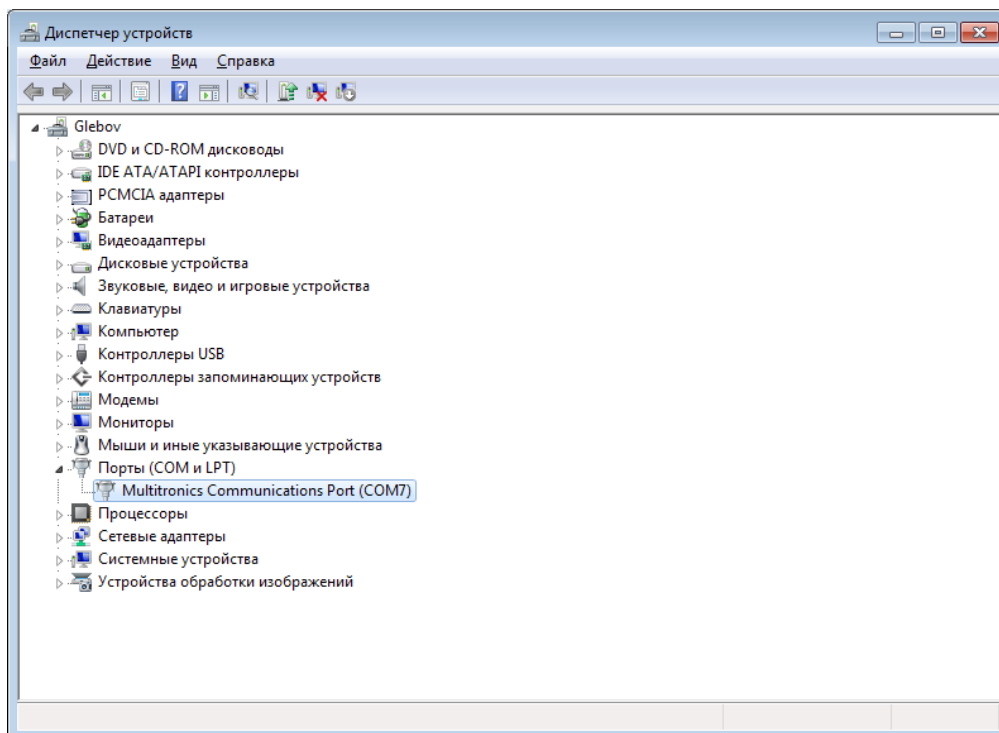 Диспетчер устройств
Файл Действие Вид Справка
Glebov
DVD и CD-ROM дисководы
IDE ATA/ATAPI контроллеры
PCMCIA адаптеры
Батареи
Видеоадаптеры
Дисковые устройства
Звуковые, видео и игровые устройства
Клавиатуры
Компьютер
Контроллеры USB
Контроллеры запоминающих устройств
Модемы
Мониторы
Мыши и иные указывающие устройства
Порты (COM и LPT)
Multitronics Communications Port (COM7)
Процессоры
Сетевые адаптеры
Системные устройства
Устройства обработки изображений